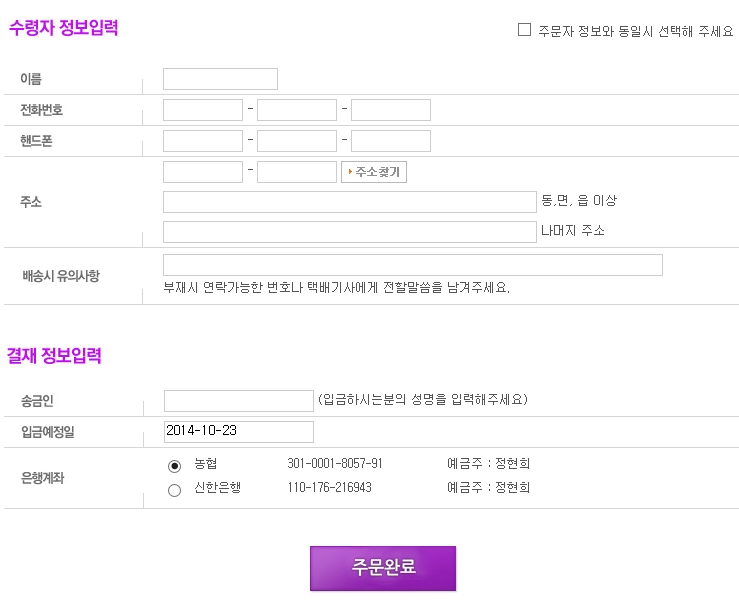 수령자 정보입력
주문자 정보와 동일시 선택해 주세요
이름
전화번호 - -
핸드폰 - -
- 주소찾기
주소 동,면, 읍 이상
나머지 주소
배송시 유의사항
부재시 연락가능한 번호나 택배기사에게 전할말씀을 남겨주세요.
결재 정보입력
송금인 (입금하시는분의 성명을 입력해주세요)
입금예정일 2014-10-23
은행계좌
농협 301-0001-8057-91 예금주 : 정현희
신한은행 110-176-216943 예금주 : 정현희
주문완료